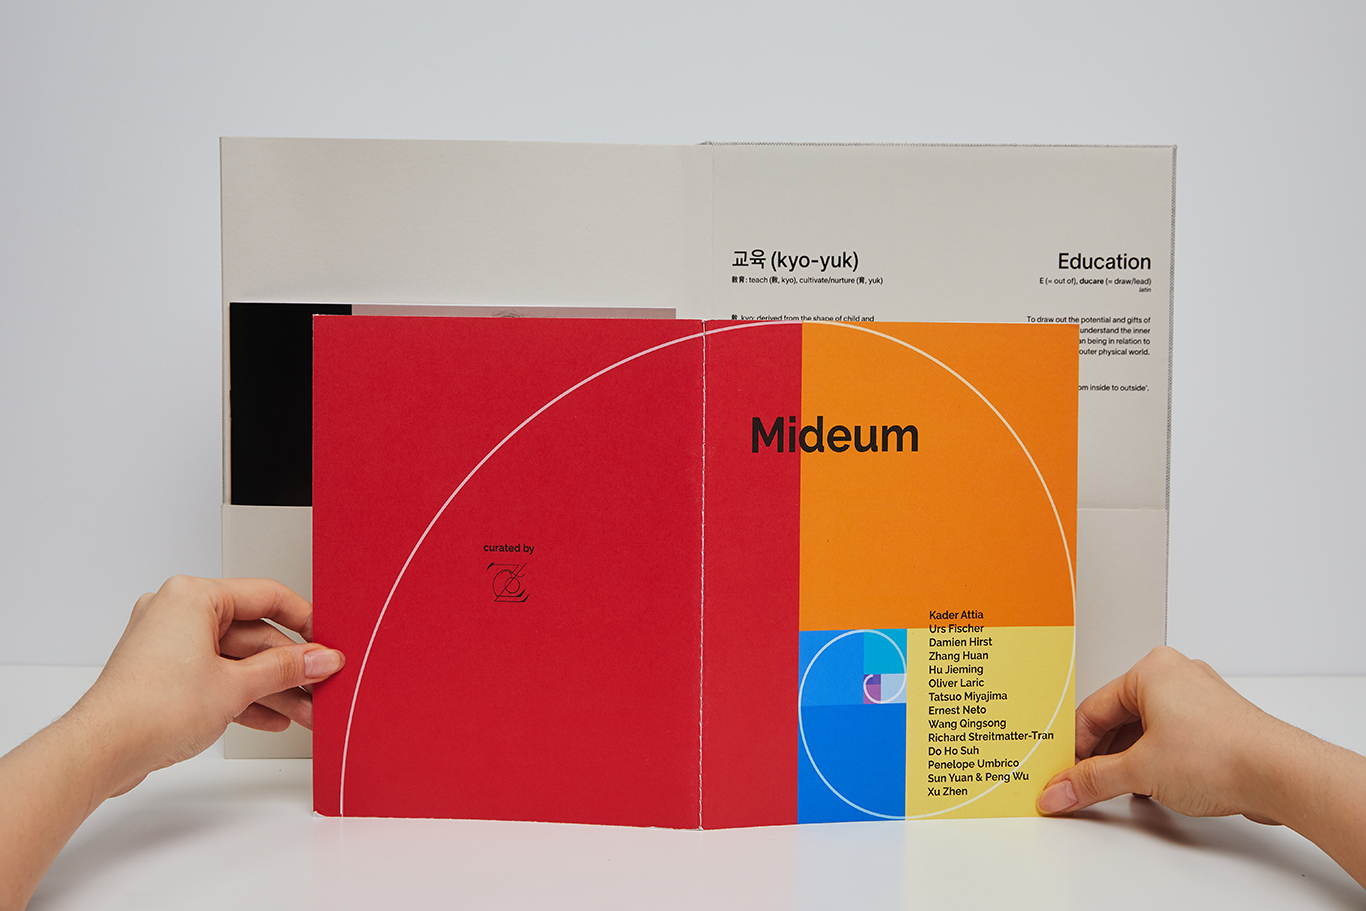 교육 (kyo-yuk)
敎育: teach (敎, kyo), cultivate/nurture (育, yuk)
敎, kyo: derived from the shape of child and
Education
E (= out of), ducare (= draw/lead)
latin
To draw out the potential and gifts of
understand the inner
being in relation to
outer physical world.
inside to outside'.
Mideum
curated by
Kader Attia
Urs Fischer
Damien Hirst
Zhang Huan
Hu Jieming
Oliver Laric
Tatsuo Miyajima
Ernest Neto
Wang Qingsong
Richard Streitmatter-Tran
Do Ho Suh
Penelope Umbrico
Sun Yuan & Peng Wu
Xu Zhen